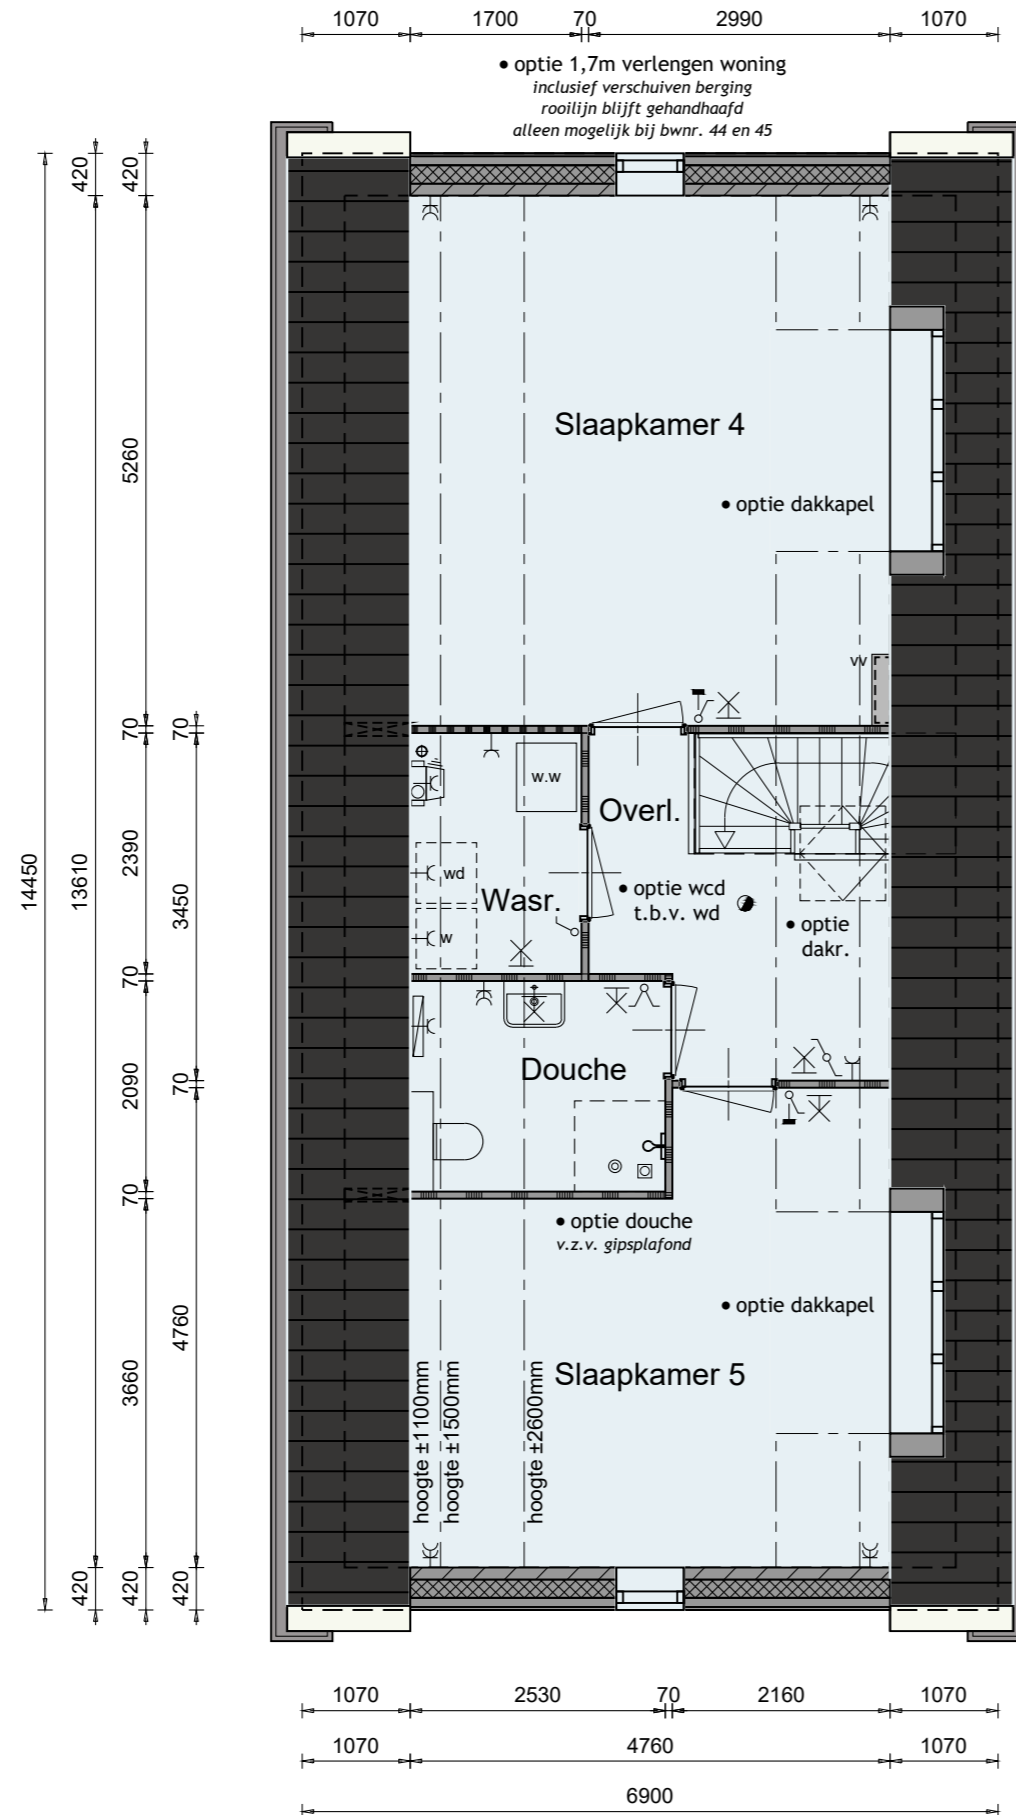 1070 1700 70 2990 1070
• optie 1,7m verlengen woning
inclusief verschuiven berging
rooilijn blijft gehandhaafd
alleen mogelijk bij bwnr. 44 en 45
420 420
Slaapkamer 4
5260
• optie dakkapel
vv
70 70
w.w
Overl.
14450 13610 2390 3450
wd
Wasr.
• optie wcd
t.b.v. wd
w
• optie
dakr.
70
Douche
2090 70
70
• optie douche
v.z.v. gipsplafond
• optie dakkapel
4760
3660
Slaapkamer 5
hoogte ±1100mm
hoogte ±1500mm
hoogte ±2600mm
420 420 420
1070 2530 70 2160 1070
1070 4760 1070
6900